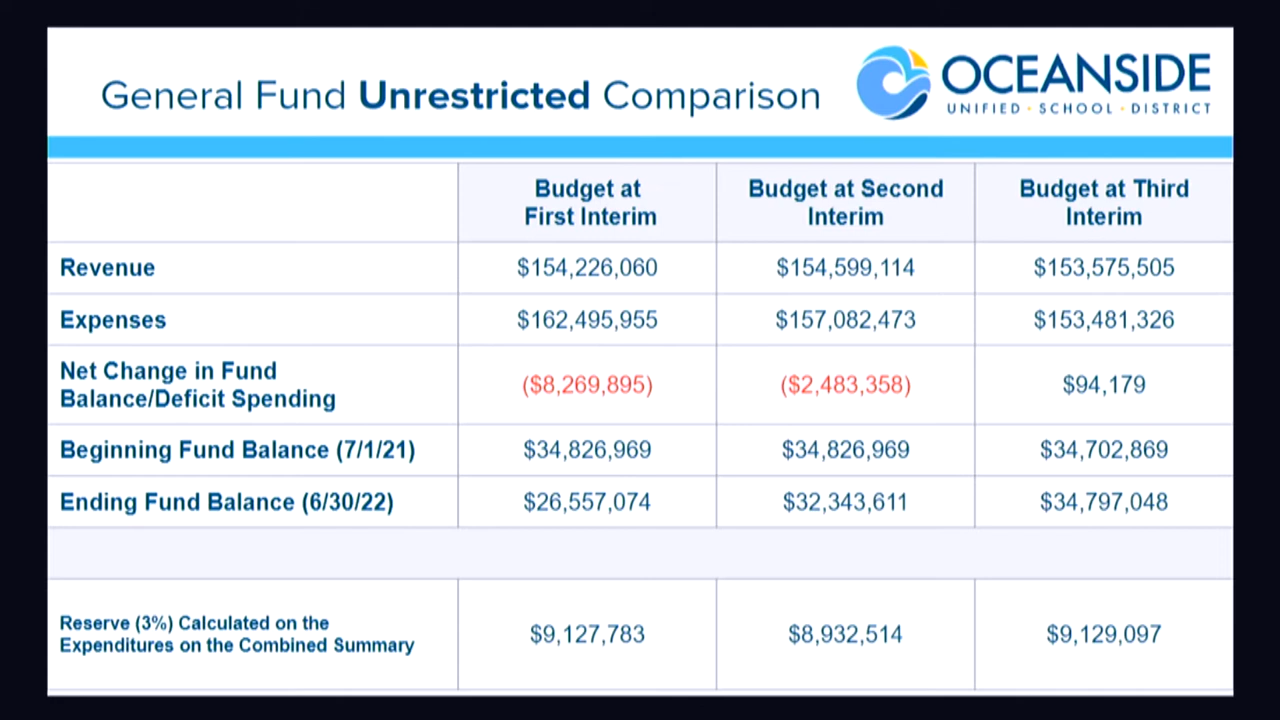 General Fund Unrestricted Comparison
OCEANSIDE
UNIFIED · SCHOOL · DISTRICT
Budget at
First Interim
Budget at Second
Interim
Budget at Third
Interim
Revenue $154,226,060 $154,599,114 $153,575,505
Expenses $162,495,955 $157,082,473 $153,481,326
Net Change in Fund
Balance/Deficit Spending ($8,269,895) ($2,483,358) $94,179
Beginning Fund Balance (7/1/21) $34,826,969 $34,826,969 $34,702,869
Ending Fund Balance (6/30/22) $26,557,074 $32,343,611 $34,797,048
Reserve (3%) Calculated on the
Expenditures on the Combined Summary $9,127,783 $8,932,514 $9,129,097